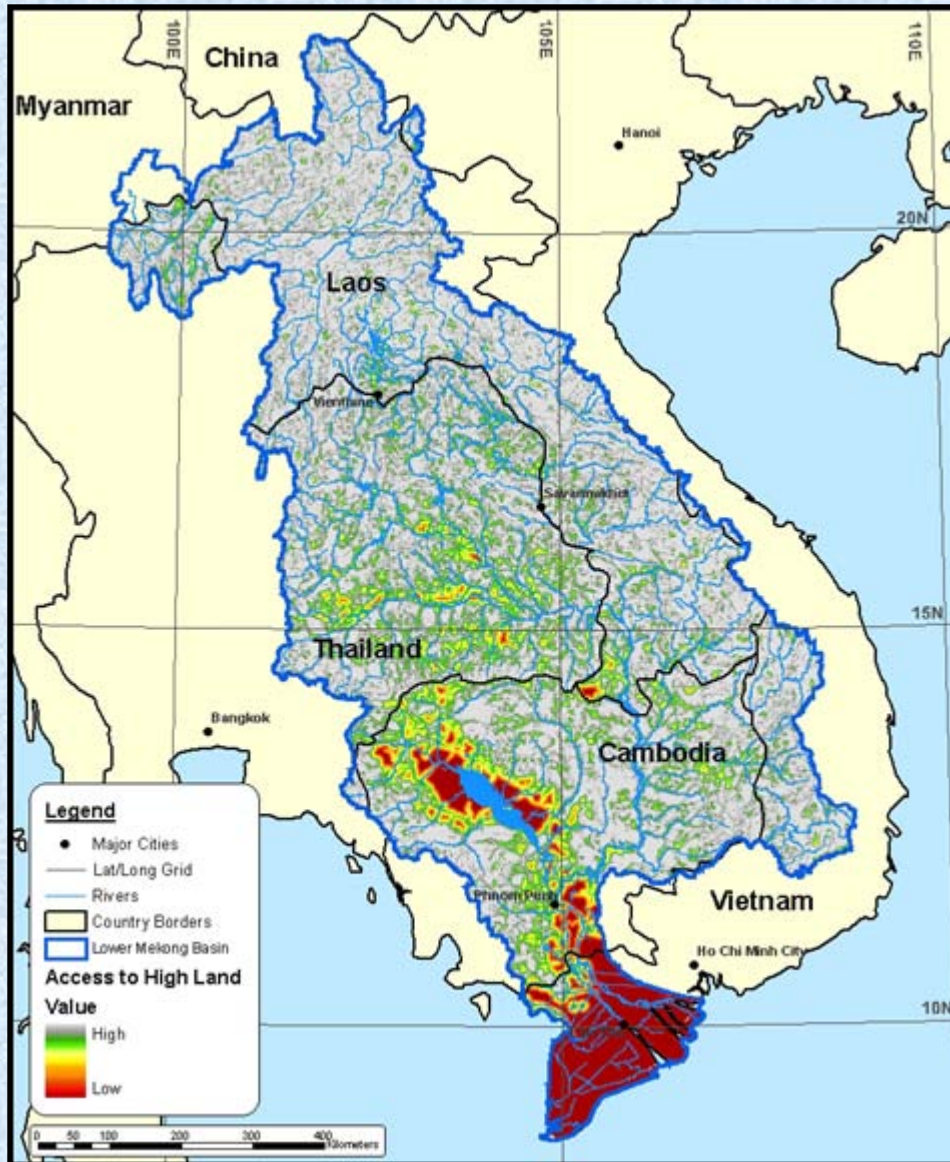 100E
105E
110E
China
Myanmar
Hanoi
20N
Laos
Vientiane
Savannakhet
15N
Thailand
Bangkok
Cambodia
Phnom Penh
Vietnam
Ho Chi Minh City
10N
Legend
Major Cities
Lat/Long Grid
Rivers
Country Borders
Lower Mekong Basin
Access to High Land
Value
High
Low
0 50 100 200 300 400
Kilometers